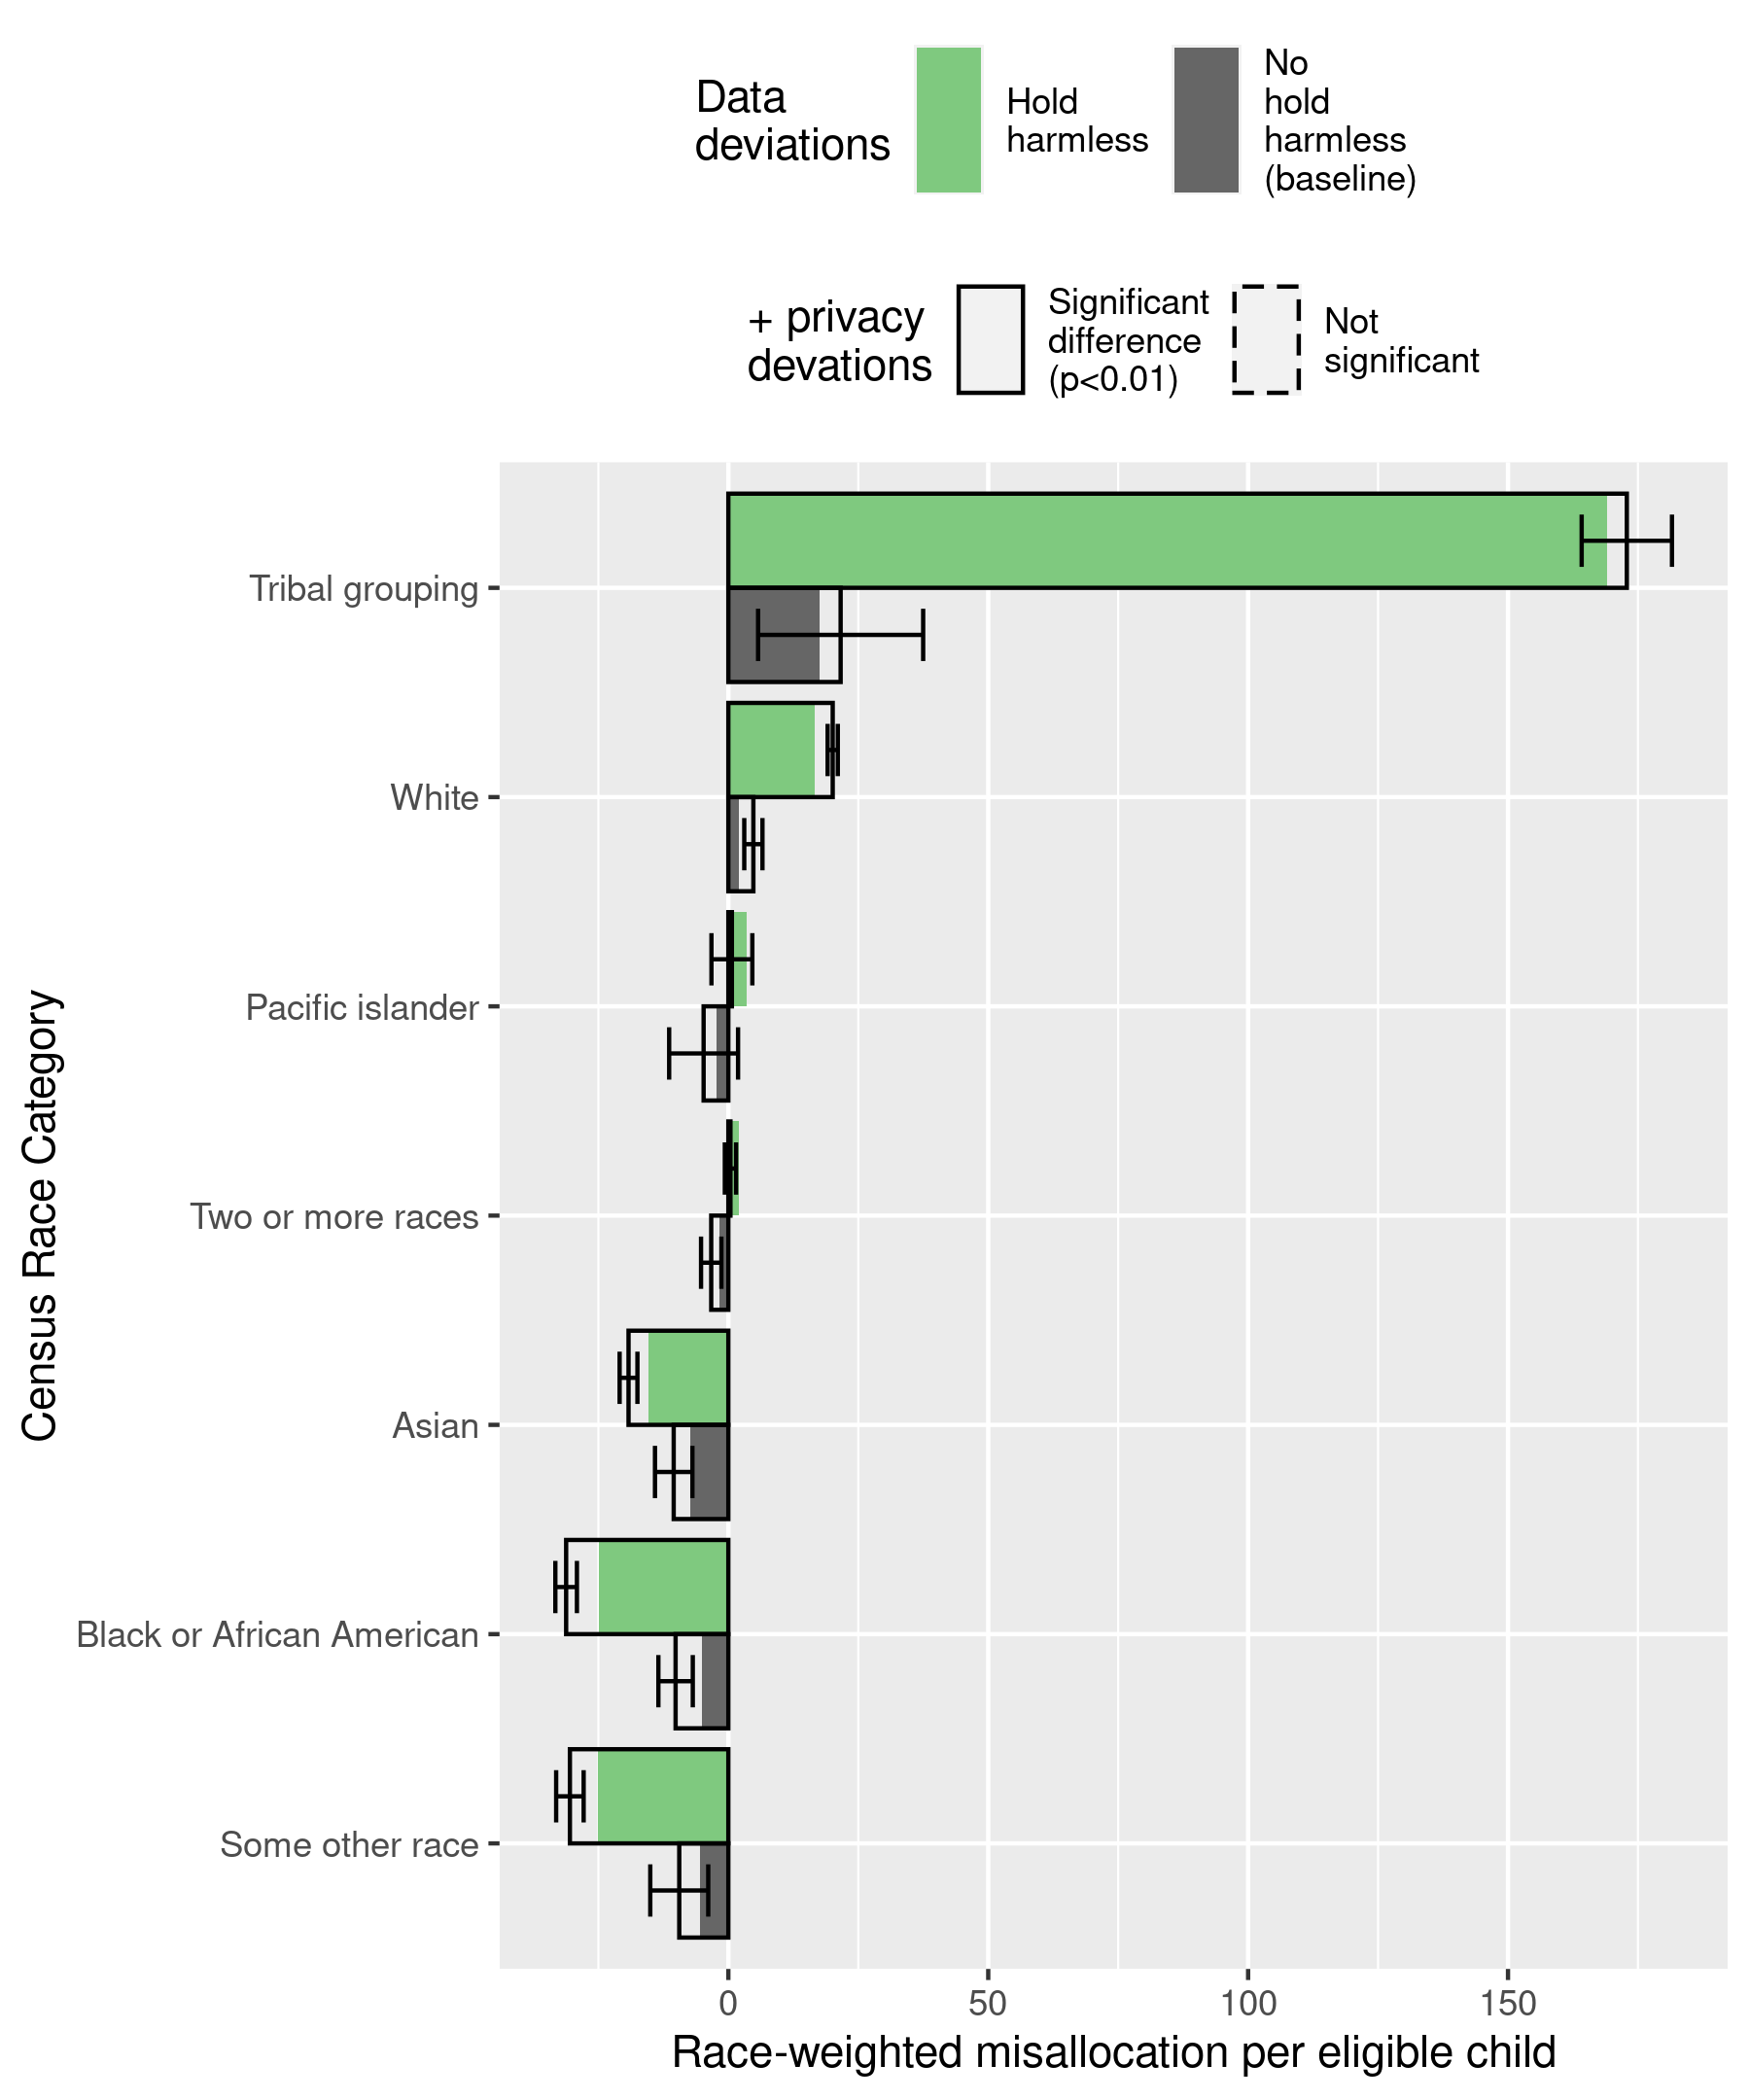 Data
deviations
Hold
harmless
No
hold
harmless
(baseline)
+ privacy
devations
Significant
difference
(p<0.01)
Not
significant
Census Race Category
Tribal grouping
White
Pacific islander
Two or more races
Asian
Black or African American
Some other race
0
50
100
150
Race-weighted misallocation per eligible child